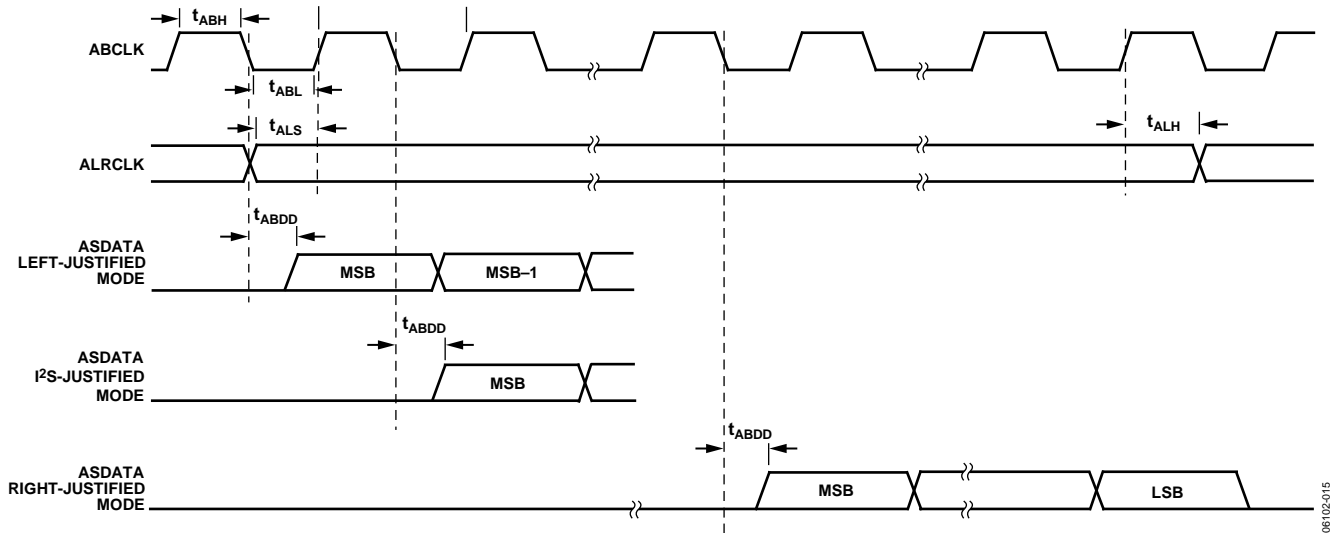 tABH
ABCLK
tABL
tALS
tALH
ALRCLK
tABDD
ASDATA
LEFT-JUSTIFIED
MODE
MSB
MSB–1
tABDD
ASDATA
I²S-JUSTIFIED
MODE
MSB
tABDD
ASDATA
RIGHT-JUSTIFIED
MODE
MSB
LSB
06102-015